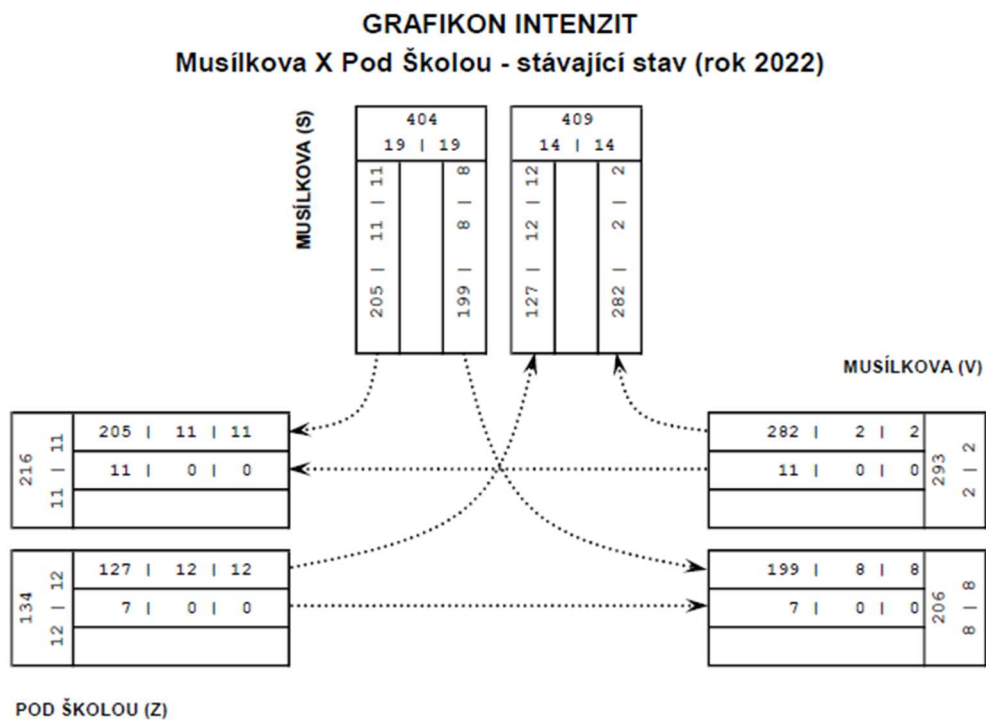 GRAFIKON INTENZIT
Musílkova X Pod Školou - stávající stav (rok 2022)
MUSÍLKOVA (S)
404
19 | 19
205 | 11 | 11
199 | 8 | 8
409
14 | 14
127 | 12 | 12
282 | 2 | 2
MUSÍLKOVA (V)
216
11 | 11
205 | 11 | 11
11 | 0 | 0
282 | 2 | 2
11 | 0 | 0
293
2 | 2
134
12 | 12
127 | 12 | 12
7 | 0 | 0
199 | 8 | 8
7 | 0 | 0
206
8 | 8
POD ŠKOLOU (Z)